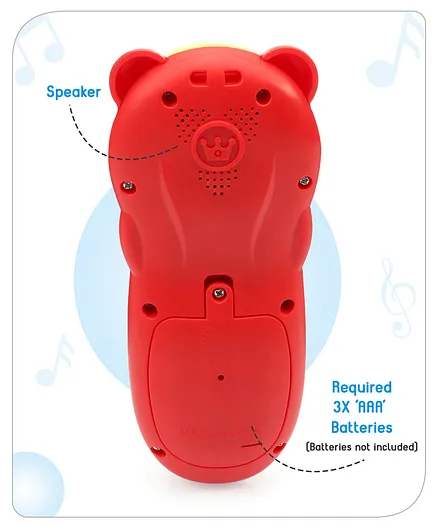 Speaker
Required
3X 'AAA'
Batteries
(Batteries not included)